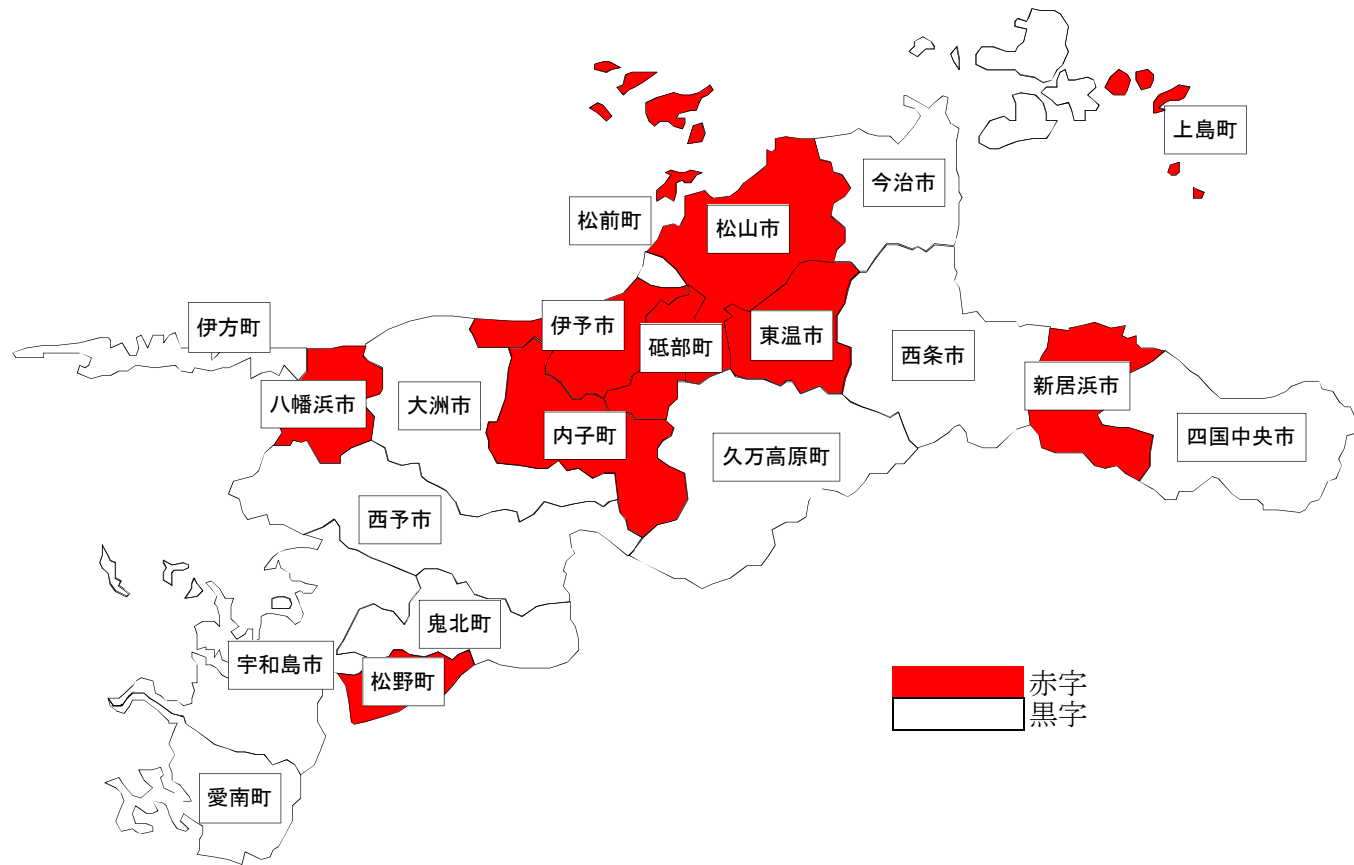 上島町
今治市
松前町
松山市
伊方町
伊予市
砥部町
東温市
西条市
新居浜市
八幡浜市
大洲市
内子町
久万高原町
四国中央市
西予市
鬼北町
宇和島市
松野町
赤字
黒字
愛南町